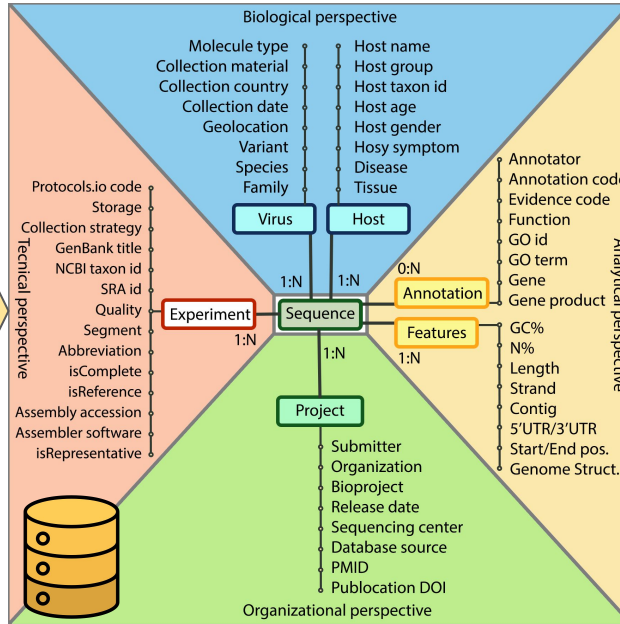 Biological perspective
Molecule type
Collection material
Collection country
Collection date
Geolocation
Variant
Species
Family
Host name
Host group
Host taxon id
Host age
Host gender
Hosy symptom
Disease
Tissue
Virus
Host
1:N
1:N
Tecnical perspective
Protocols.io code
Storage
Collection strategy
GenBank title
NCBI taxon id
SRA id
Quality
Segment
Abbreviation
isComplete
isReference
Assembly accession
Assembler software
isRepresentative
Experiment
1:N
Sequence
0:N
Annotation
Features
1:N
Annotator
Annotation code
Evidence code
Function
GO id
GO term
Gene
Gene product
GC%
N%
Length
Strand
Contig
5’UTR/3’UTR
Start/End pos.
Genome Struct.
Analytical perspective
1:N
Project
Submitter
Organization
Bioproject
Release date
Sequencing center
Database source
PMID
Publocation DOI
Organizational perspective